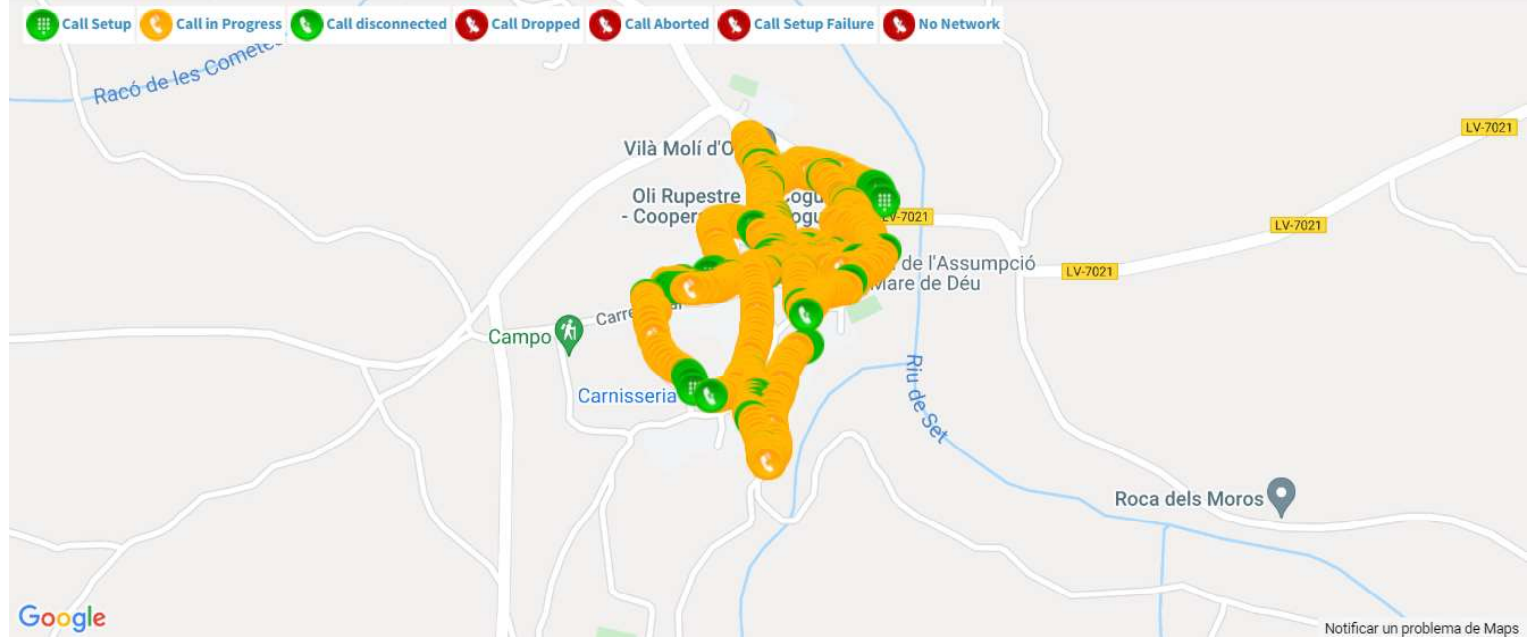 Call Setup
Call in Progress
Call disconnected
Call Dropped
Call Aborted
Call Setup Failure
No Network
Racó de les
LV-7021
Vilà Molí d'O
Oli Rupestre
- Cooper
LV-7021
LV-7021
LV-7021
de l'Assumpció
Mare de Déu
Campo
Carnisseria
Riu de Set
Roca dels Moros
Google
Notificar un problema de Maps